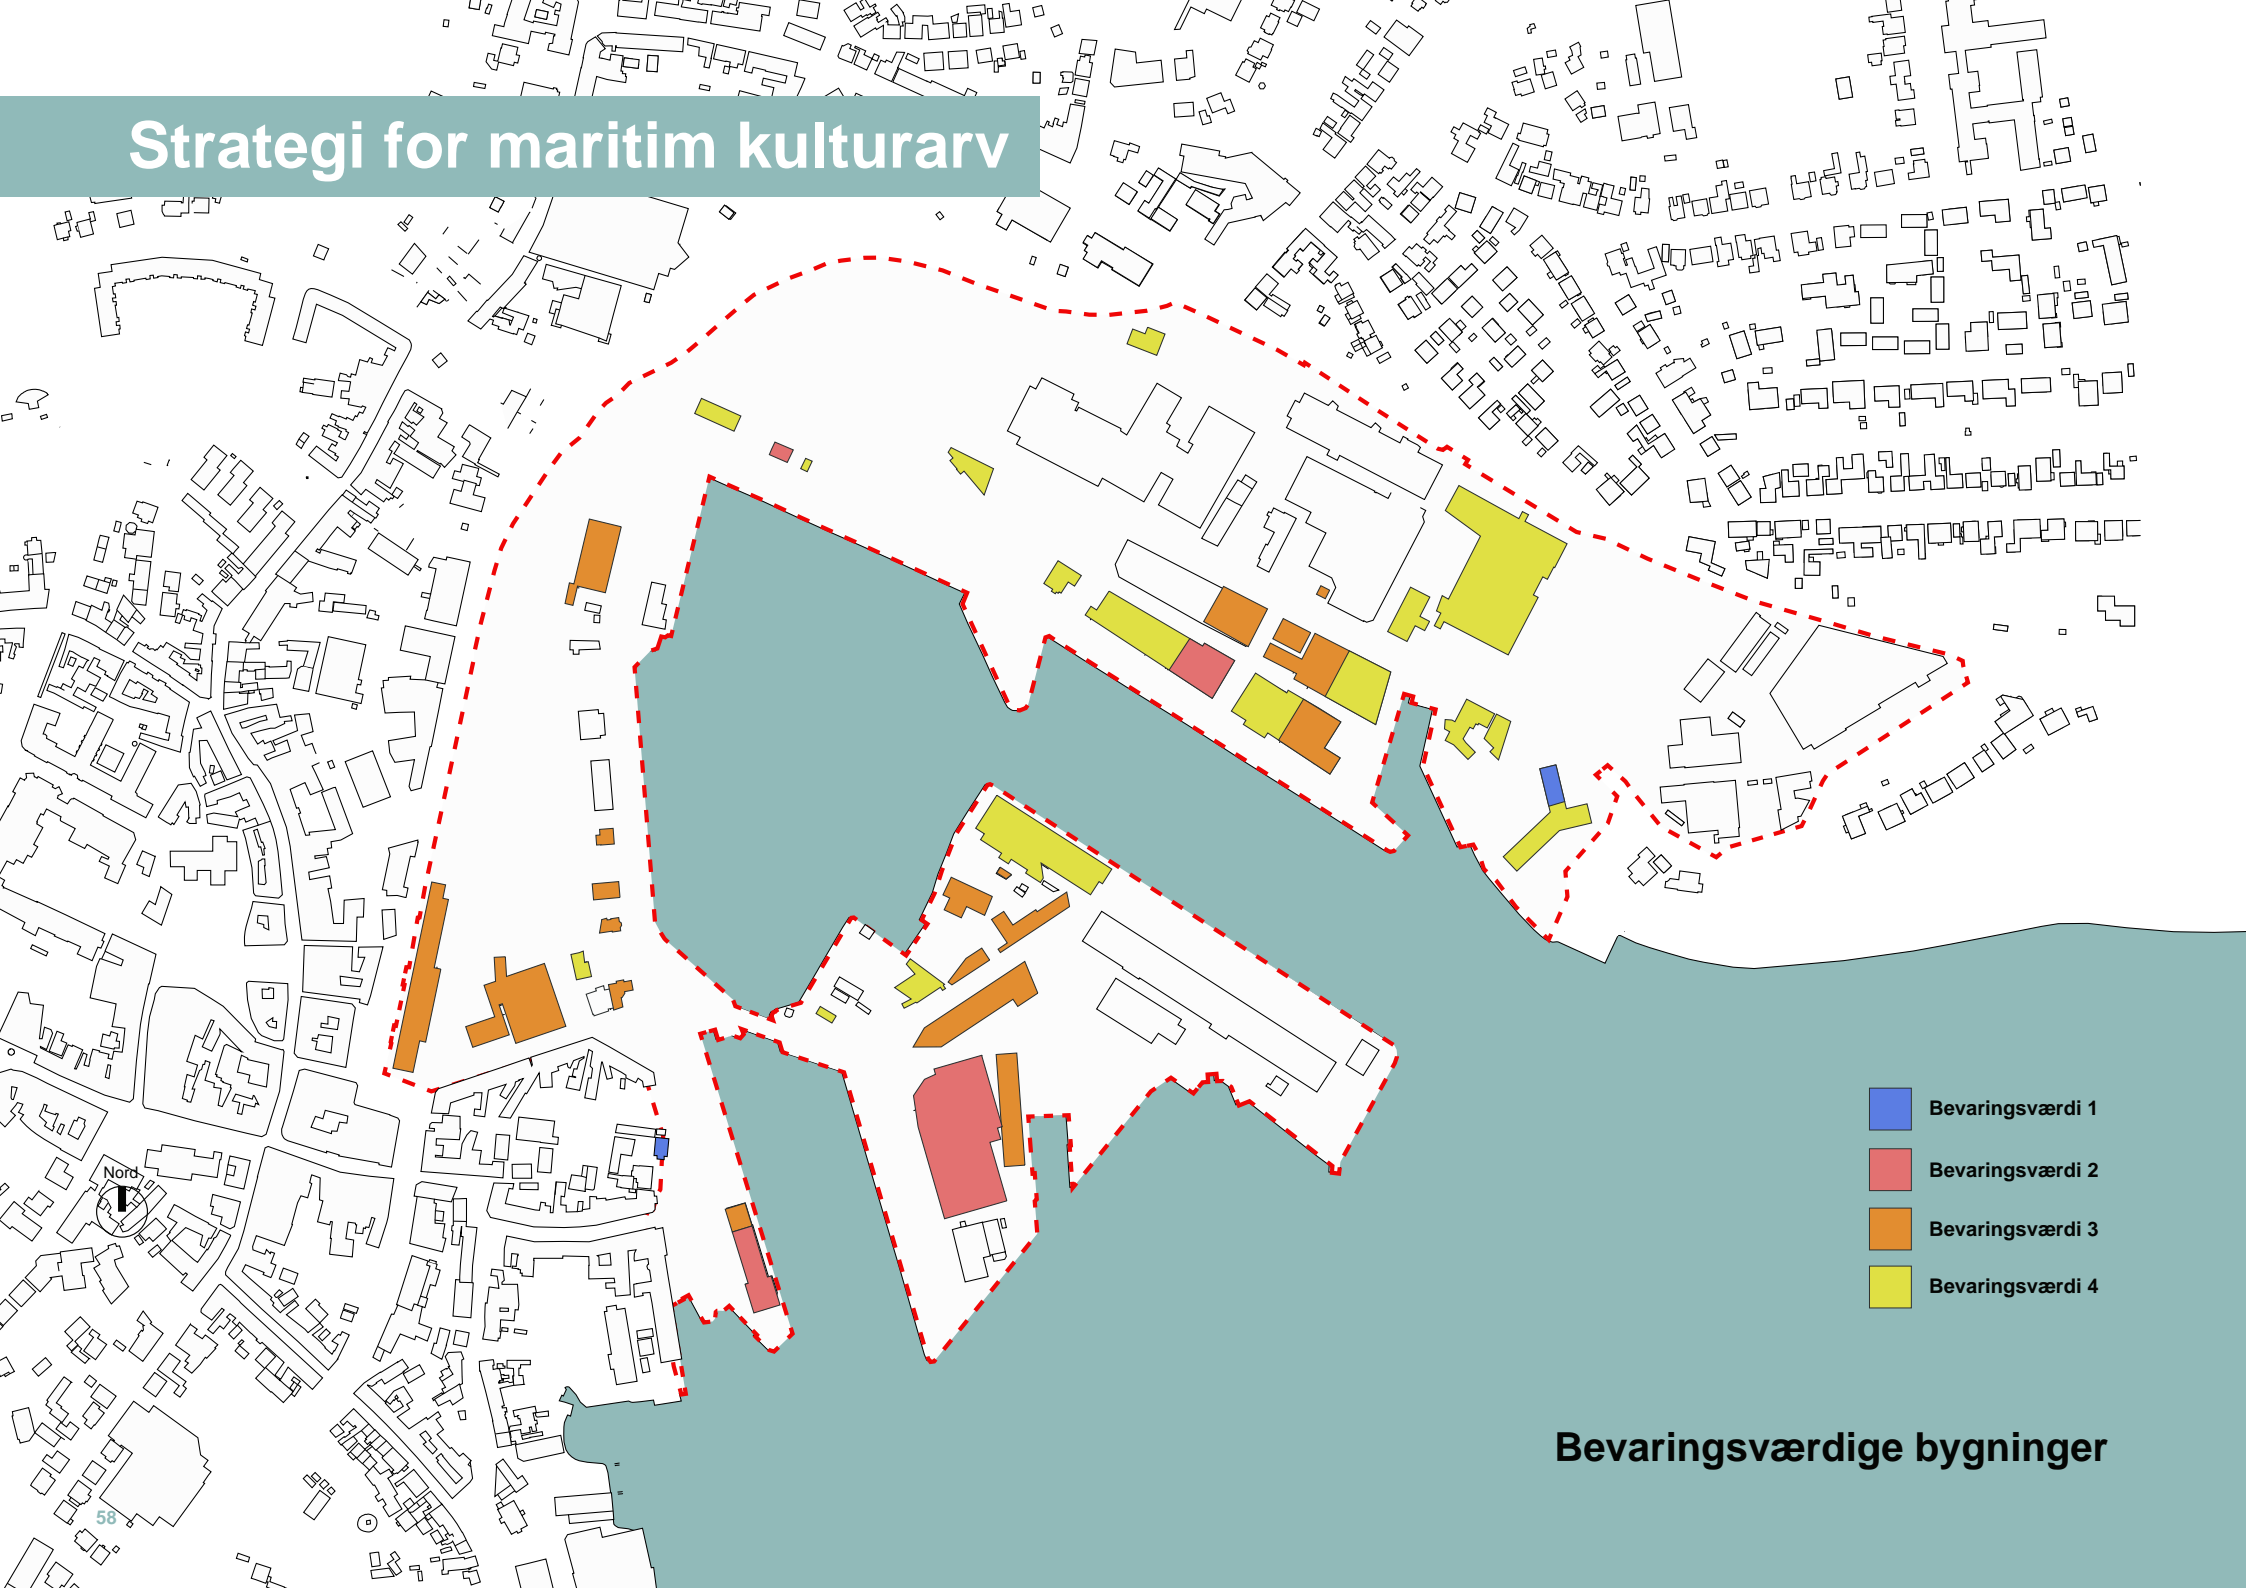 Strategi for maritim kulturarv
Nord
Bevaringsværdi 1
Bevaringsværdi 2
Bevaringsværdi 3
Bevaringsværdi 4
Bevaringsværdige bygninger
58